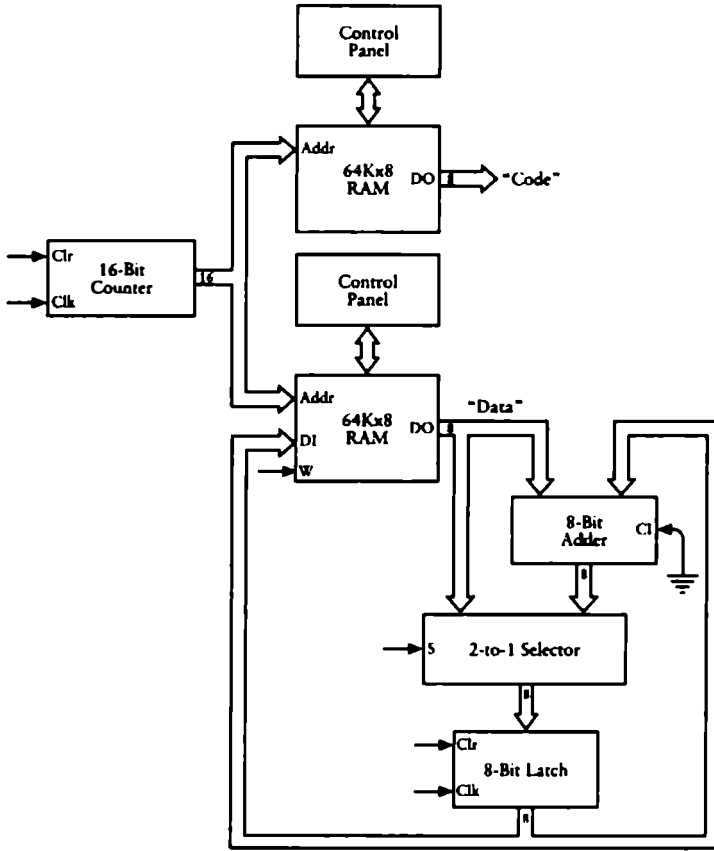 Control
Panel
Addr
64Kx8
RAM
DO
8
"Code"
Clr
16-Bit
Counter
Clk
16
Control
Panel
Addr
64Kx8
RAM
DI
DO
8
W
"Data"
8-Bit
Adder
CI
8
S
2-to-1 Selector
8
Clr
8-Bit Latch
Clk
8